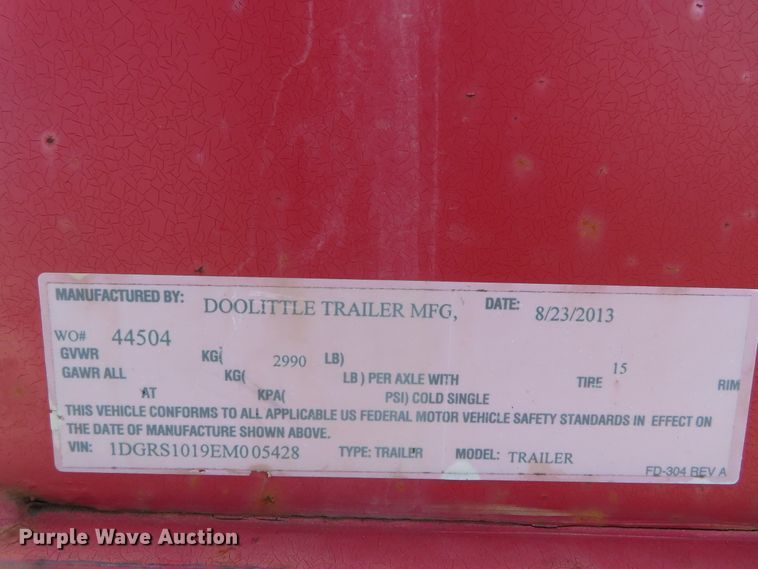 MANUFACTURED BY: DOOLITTLE TRAILER MFG, DATE: 8/23/2013
WO# 44504
GVWR KG( 2990 LB)
GAWR ALL KG( LB ) PER AXLE WITH TIRE 15 RIM
AT KPA( PSI) COLD SINGLE
THIS VEHICLE CONFORMS TO ALL APPLICABLE US FEDERAL MOTOR VEHICLE SAFETY STANDARDS IN EFFECT ON
THE DATE OF MANUFACTURE SHOWN ABOVE.
VIN: 1DGRS1019EM005428 TYPE: TRAILER MODEL: TRAILER
FD-304 REV A
Purple Wave Auction
Purple Wave Auction